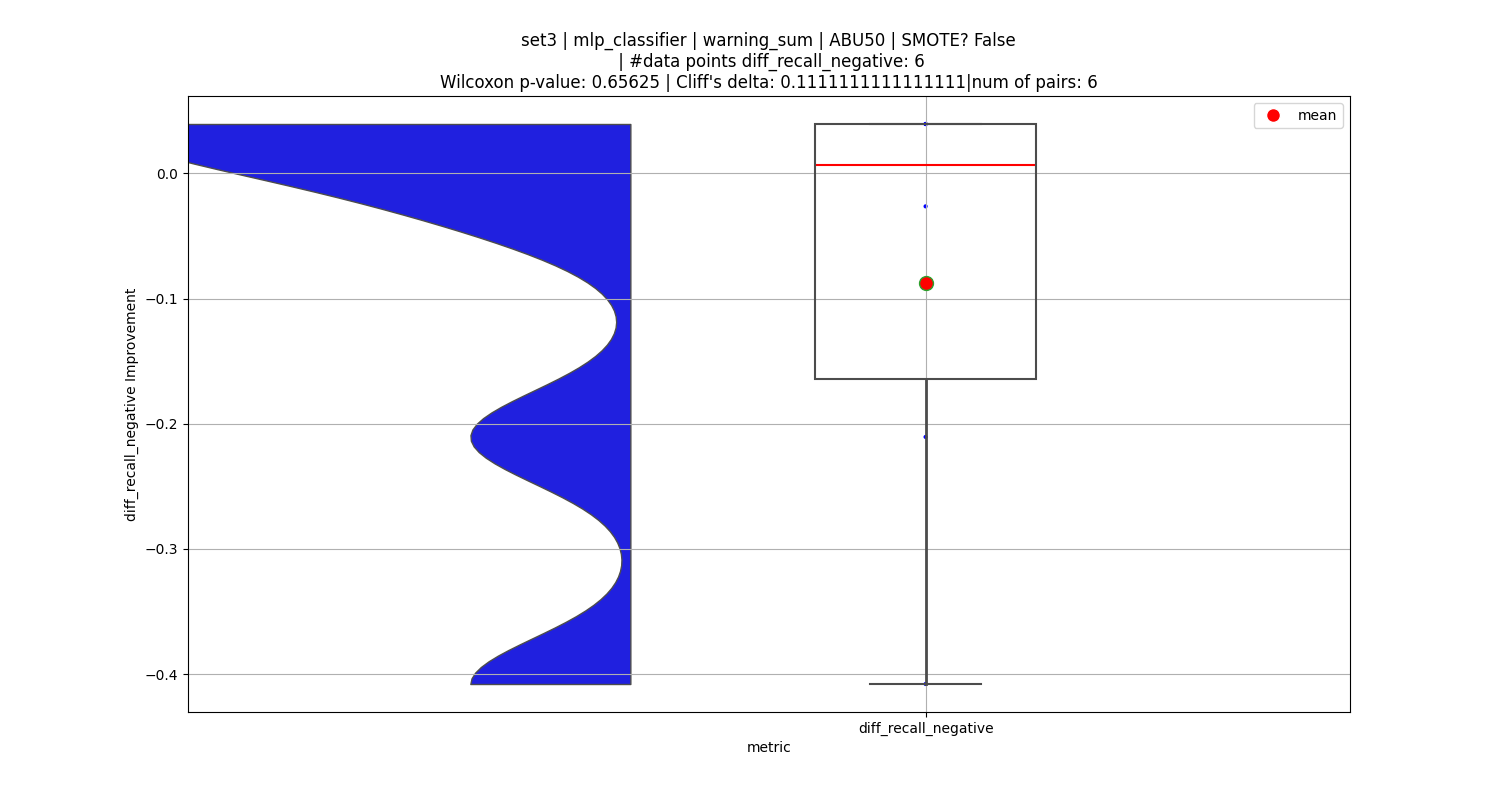 set3 | mlp_classifier | warning_sum | ABU50 | SMOTE? False
| #data points diff_recall_negative: 6
Wilcoxon p-value: 0.65625 | Cliff's delta: 0.1111111111111111|num of pairs: 6
mean
0.0
−0.1
−0.2
−0.3
−0.4
diff_recall_negative Improvement
diff_recall_negative
metric